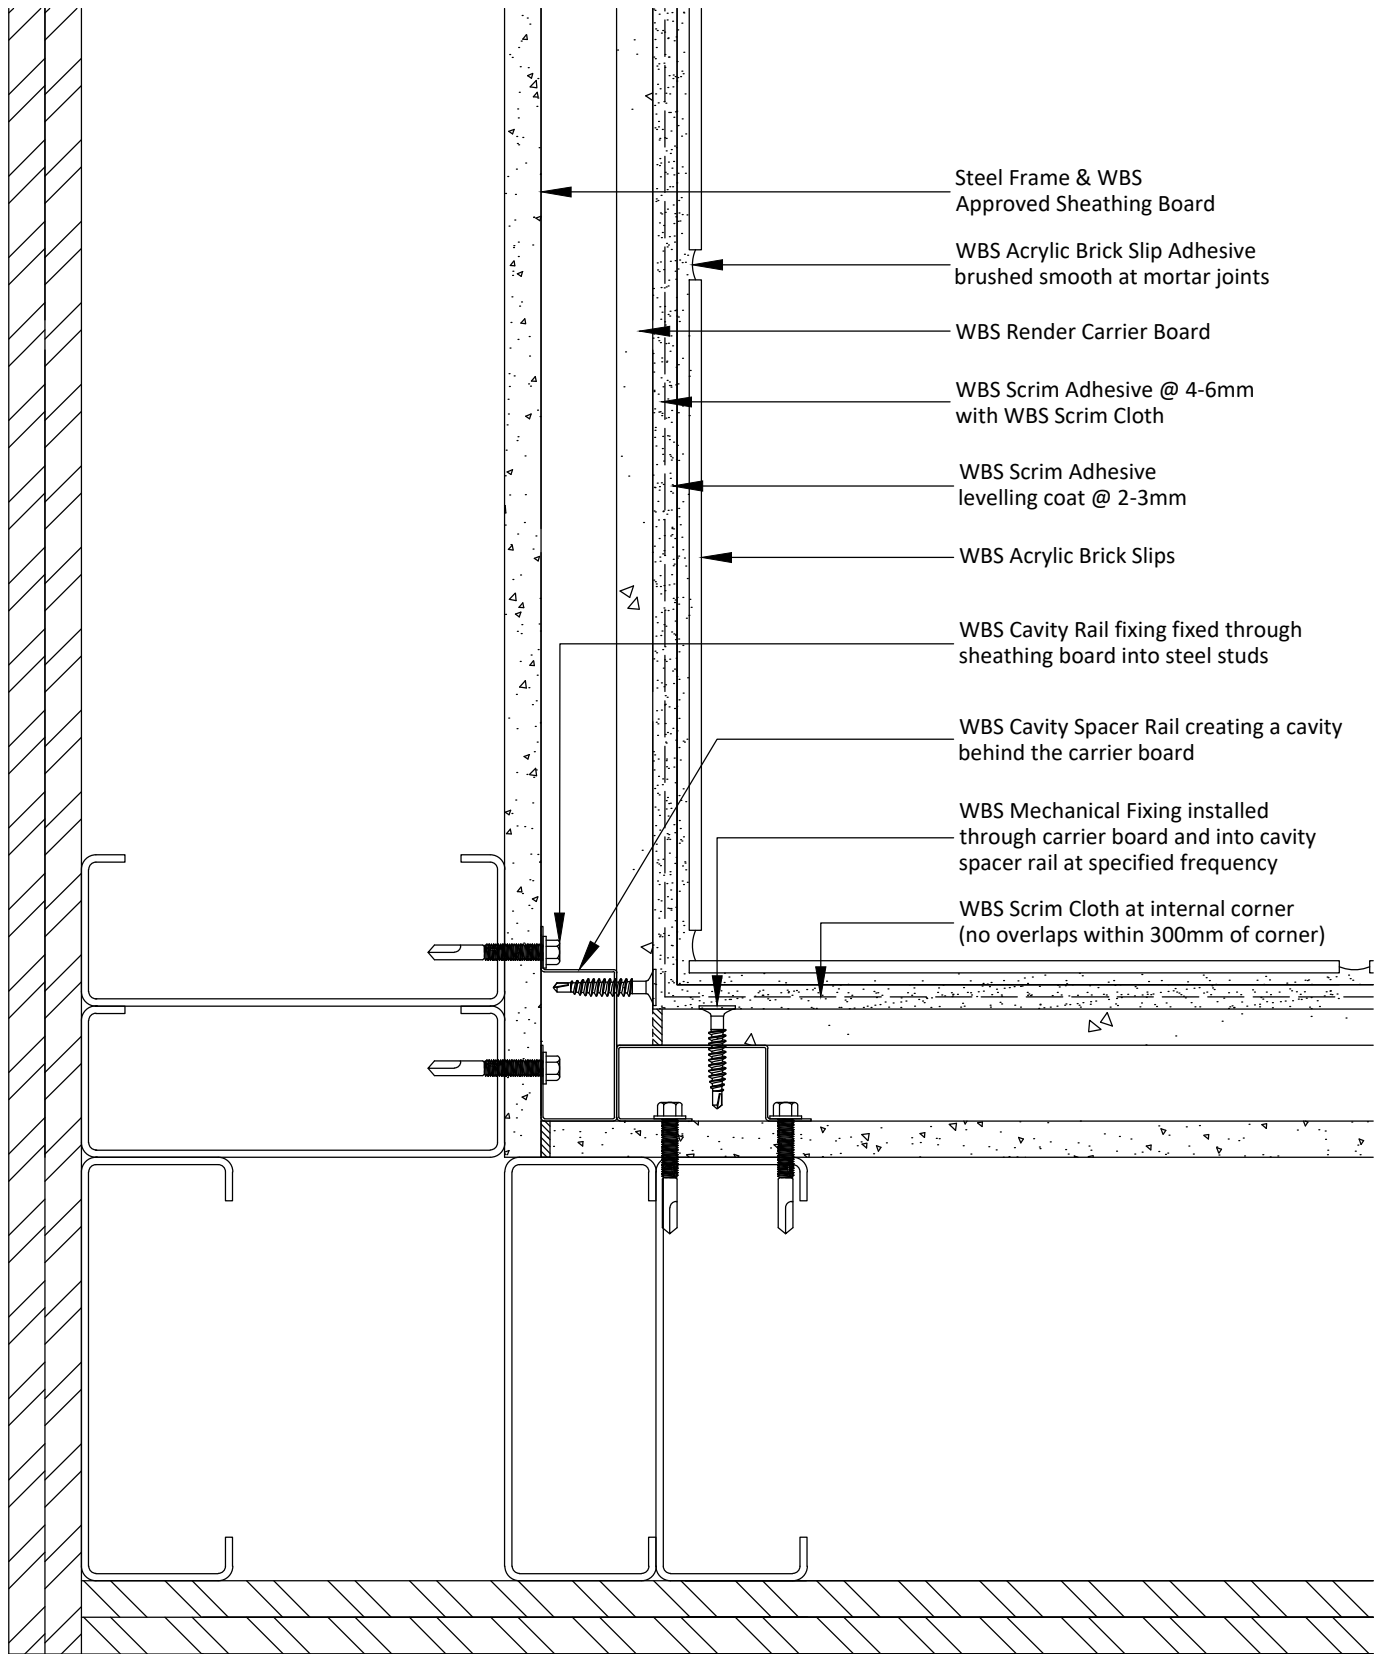 Steel Frame & WBS
Approved Sheathing Board
WBS Acrylic Brick Slip Adhesive
brushed smooth at mortar joints
WBS Render Carrier Board
WBS Scrim Adhesive @ 4-6mm
with WBS Scrim Cloth
WBS Scrim Adhesive
levelling coat @ 2-3mm
WBS Acrylic Brick Slips
WBS Cavity Rail fixing fixed through
sheathing board into steel studs
WBS Cavity Spacer Rail creating a cavity
behind the carrier board
WBS Mechanical Fixing installed
through carrier board and into cavity
spacer rail at specified frequency
WBS Scrim Cloth at internal corner
(no overlaps within 300mm of corner)